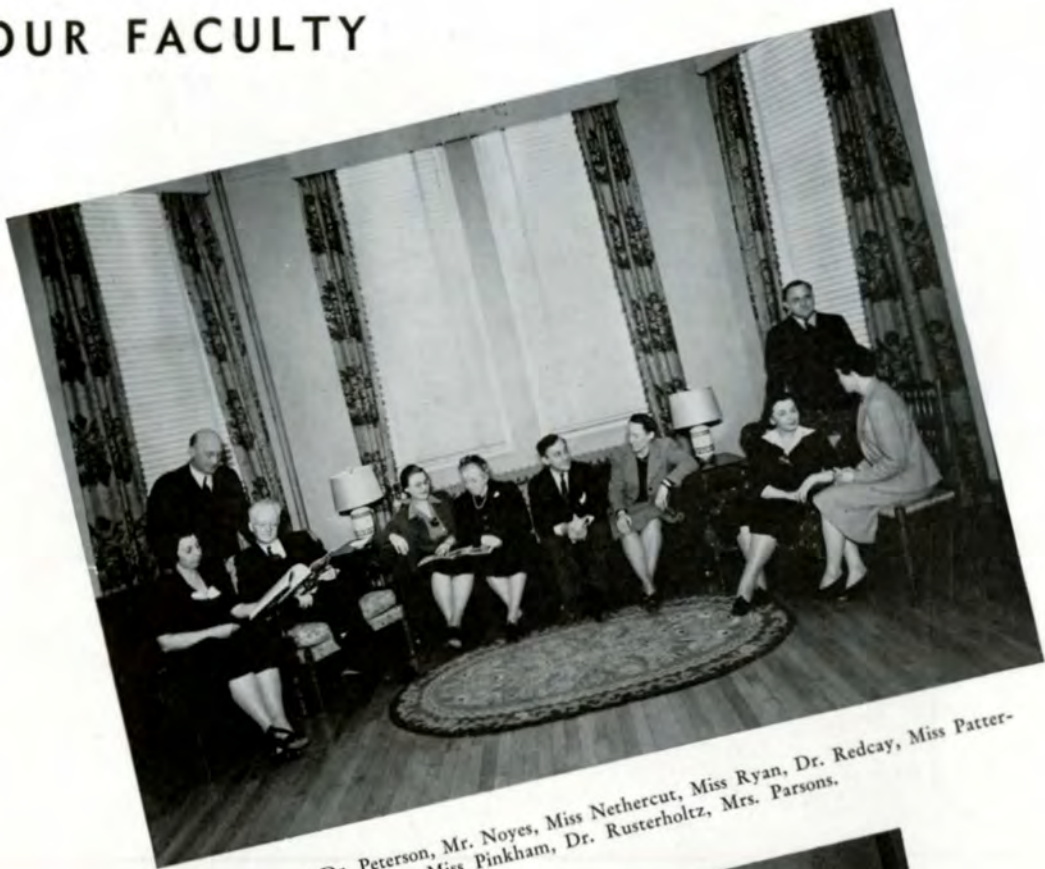 OUR FACULTY
Dr. Peterson, Mr. Noyes, Miss Nethercut, Miss Ryan, Dr. Redcay, Miss Patter-
Miss Pinkham, Dr. Rusterholtz, Mrs. Parsons.